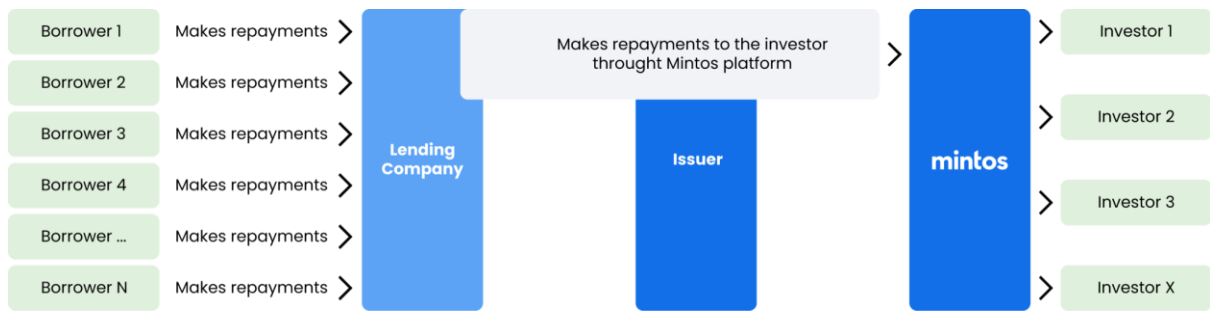 Borrower 1 Makes repayments
Borrower 2 Makes repayments
Borrower 3 Makes repayments
Borrower 4 Makes repayments
Borrower ... Makes repayments
Borrower N Makes repayments
Lending
Company
Makes repayments to the investor
throught Mintos platform
Issuer
mintos
Investor 1
Investor 2
Investor 3
Investor X